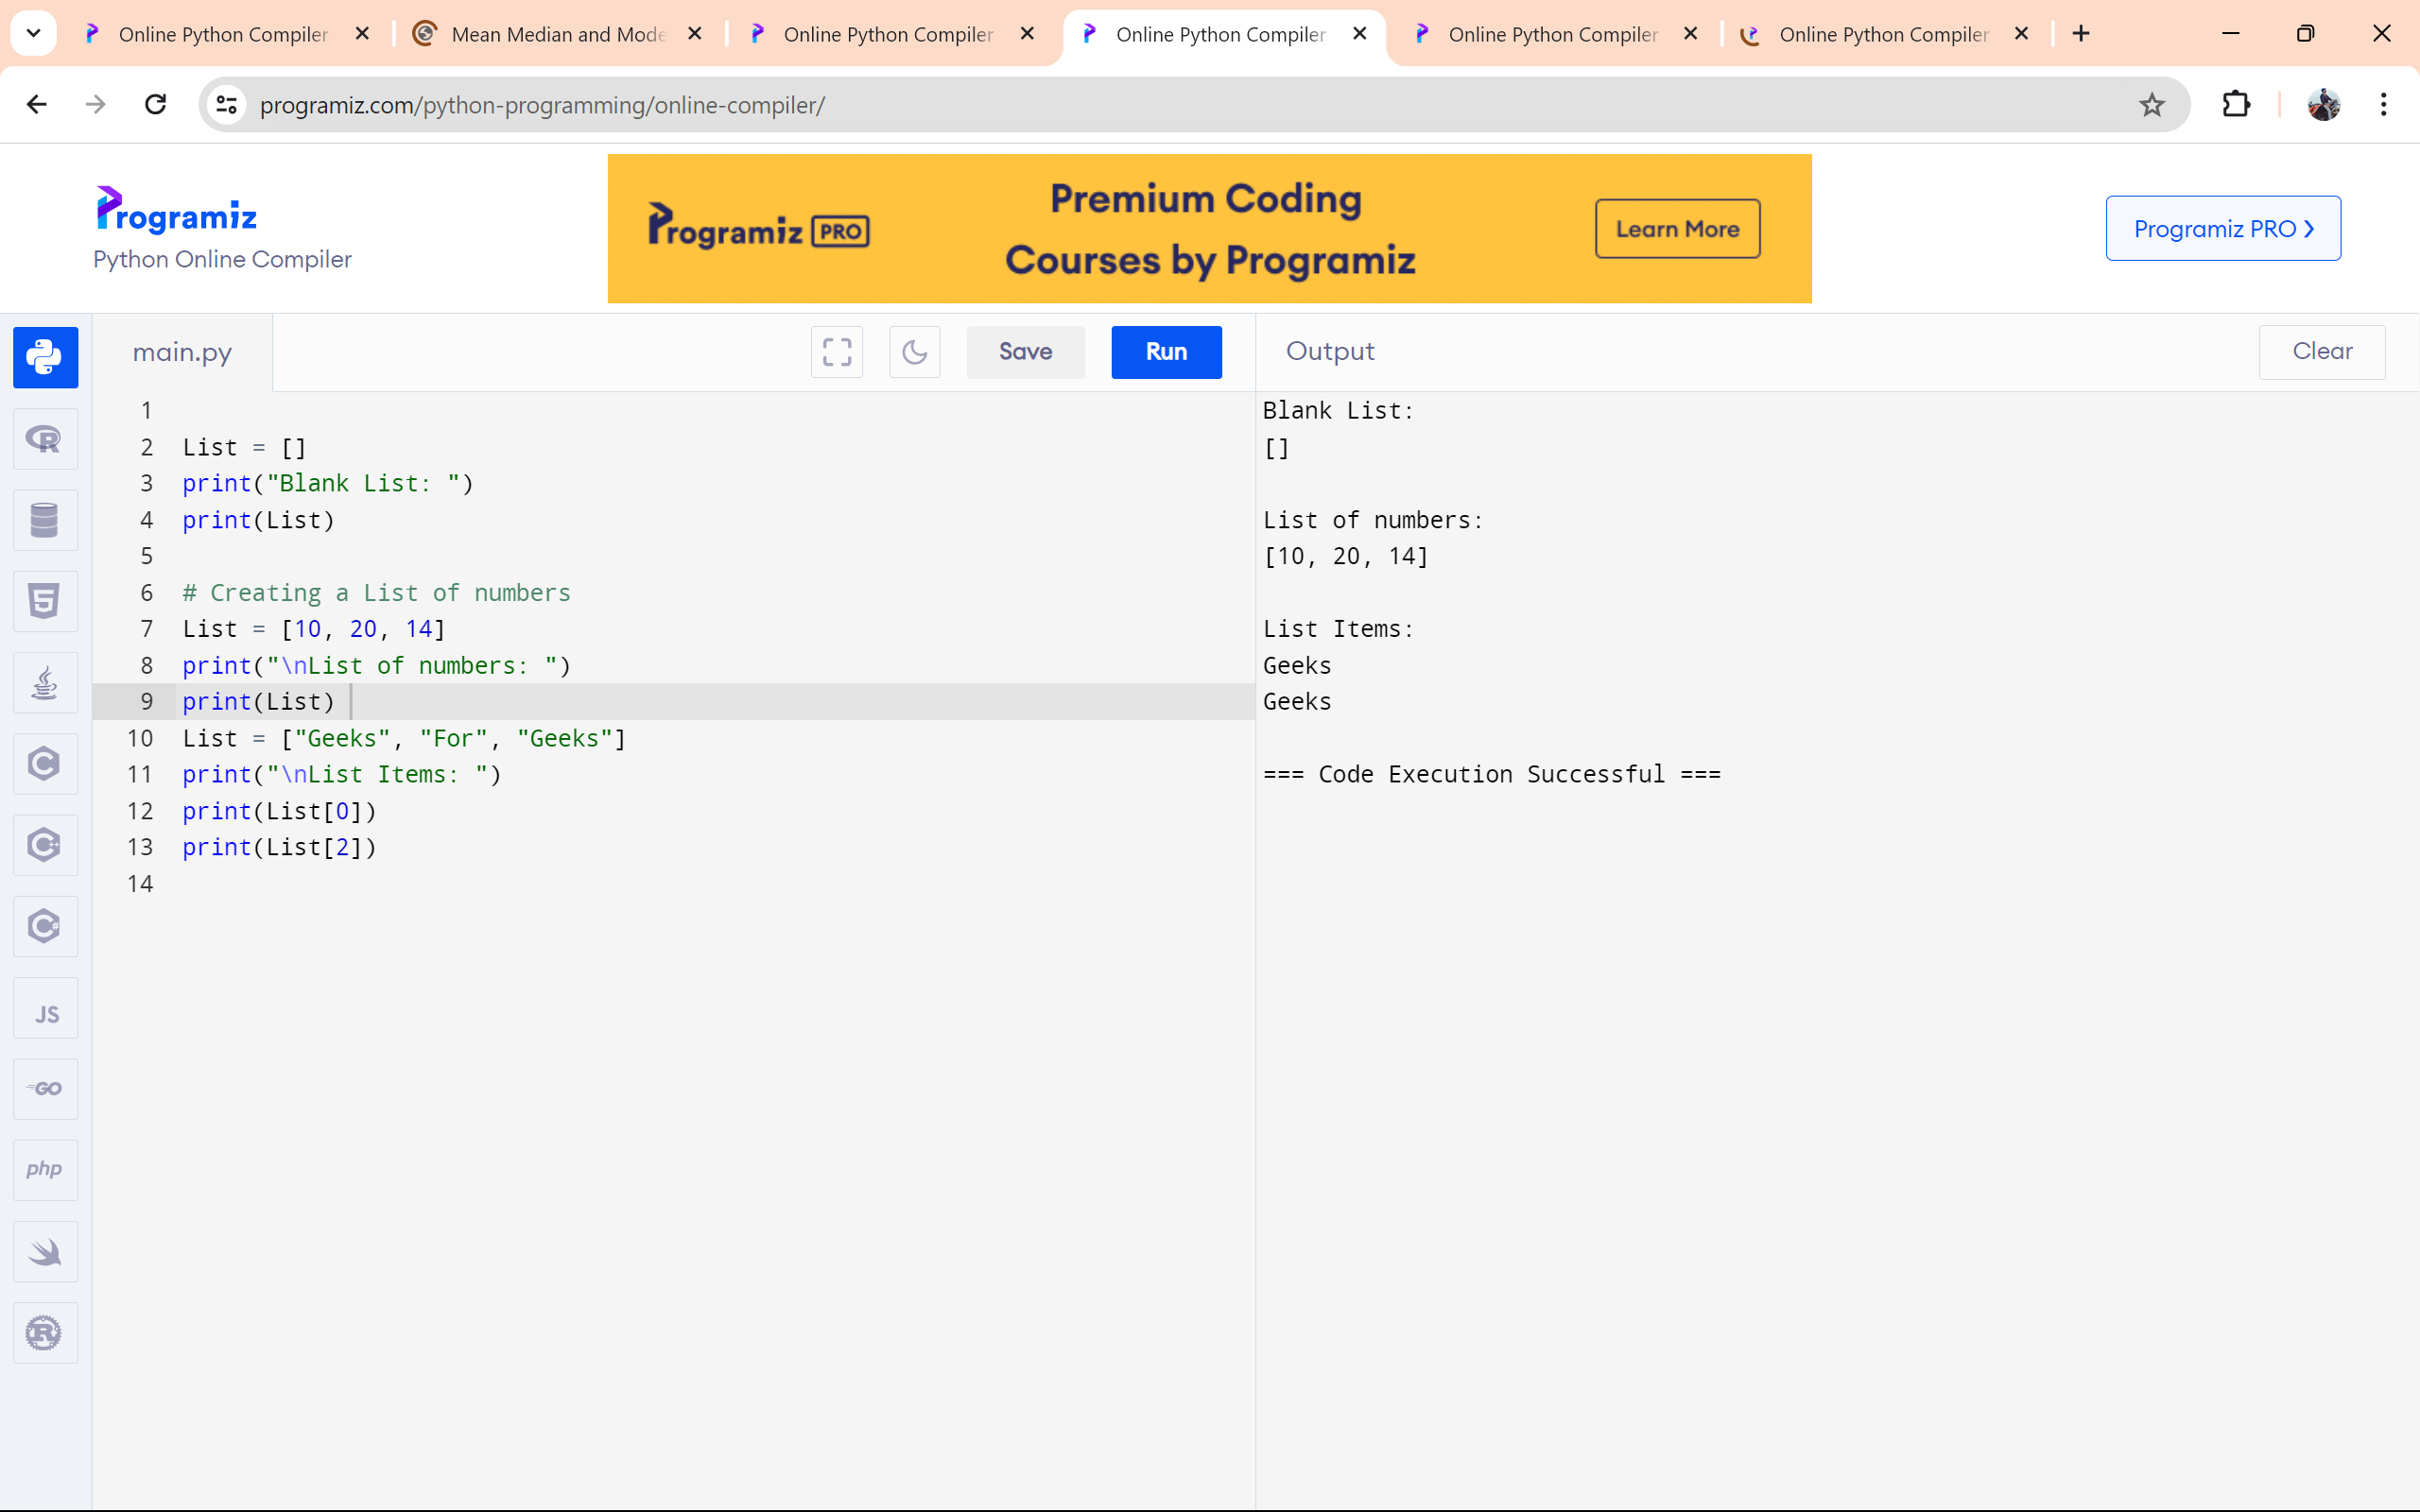 Online Python Compiler
Mean Median and Mode
Online Python Compiler
Online Python Compiler
Online Python Compiler
Online Python Compiler
programiz.com/python-programming/online-compiler/
Programiz
Python Online Compiler
Programiz PRO
Premium Coding
Courses by Programiz
Learn More
Programiz PRO
main.py
Save
Run
Output
Clear
1
2 List = []
3 print("Blank List: ")
4 print(List)
5
6 # Creating a List of numbers
7 List = [10, 20, 14]
8 print("\nList of numbers: ")
9 print(List)
10 List = ["Geeks", "For", "Geeks"]
11 print("\nList Items: ")
12 print(List[0])
13 print(List[2])
14
Blank List:
[]
List of numbers:
[10, 20, 14]
List Items:
Geeks
Geeks
=== Code Execution Successful ===
R
5
C
C++
C#
JS
GO
php
R